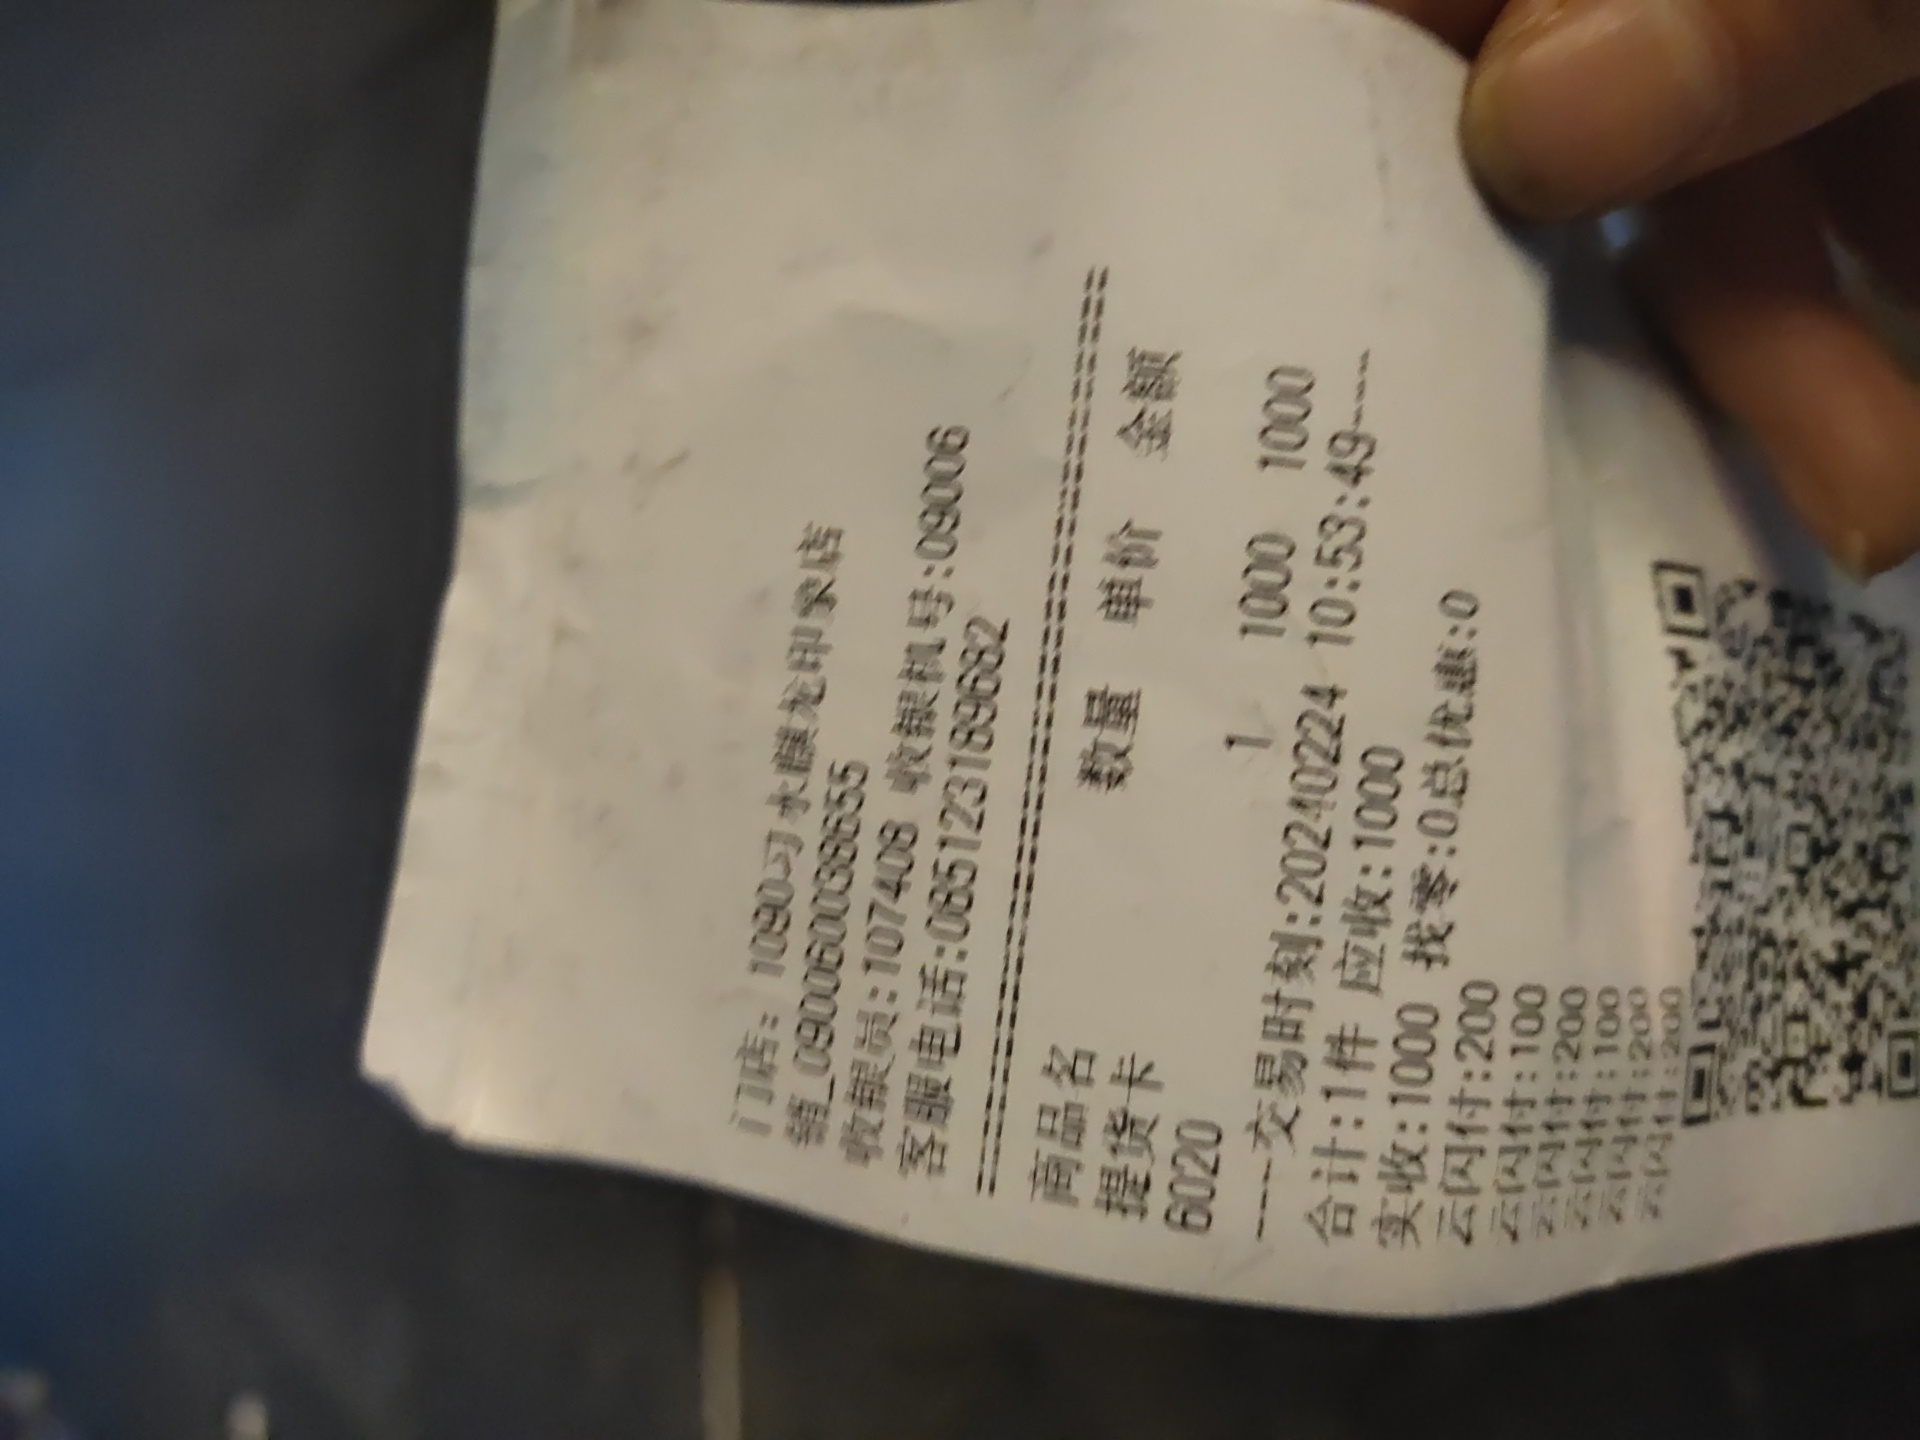 门店: 1090习水麒龙印象店
销_090060038655
收银员:107408 收银机号:09006
客服电话:085123189682
商品名 数量 单价 金额
提货卡
6020 1 1000 1000
----交易时刻:20240224 10:53:49----
合计:1件 应收:1000
实收:1000 找零:0总优惠:0
云闪付:200
云闪付:100
云闪付:200
云闪付:100
云闪付:200
云闪付:200